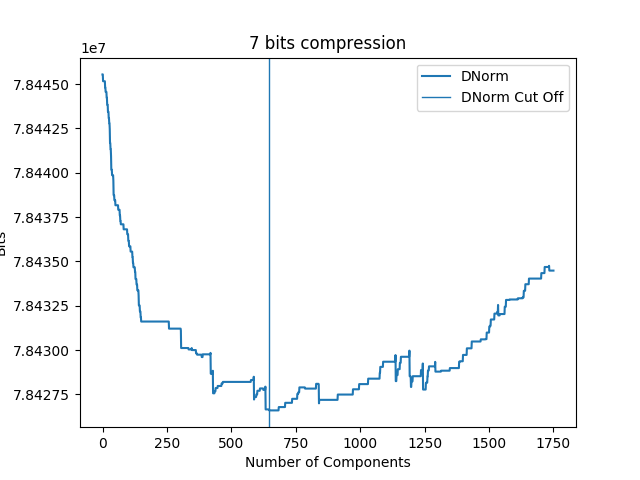 7 bits compression
1e7
7.84450
7.84425
7.84400
7.84375
7.84350
7.84325
7.84300
7.84275
Bits
DNorm
DNorm Cut Off
0 250 500 750 1000 1250 1500 1750
Number of Components